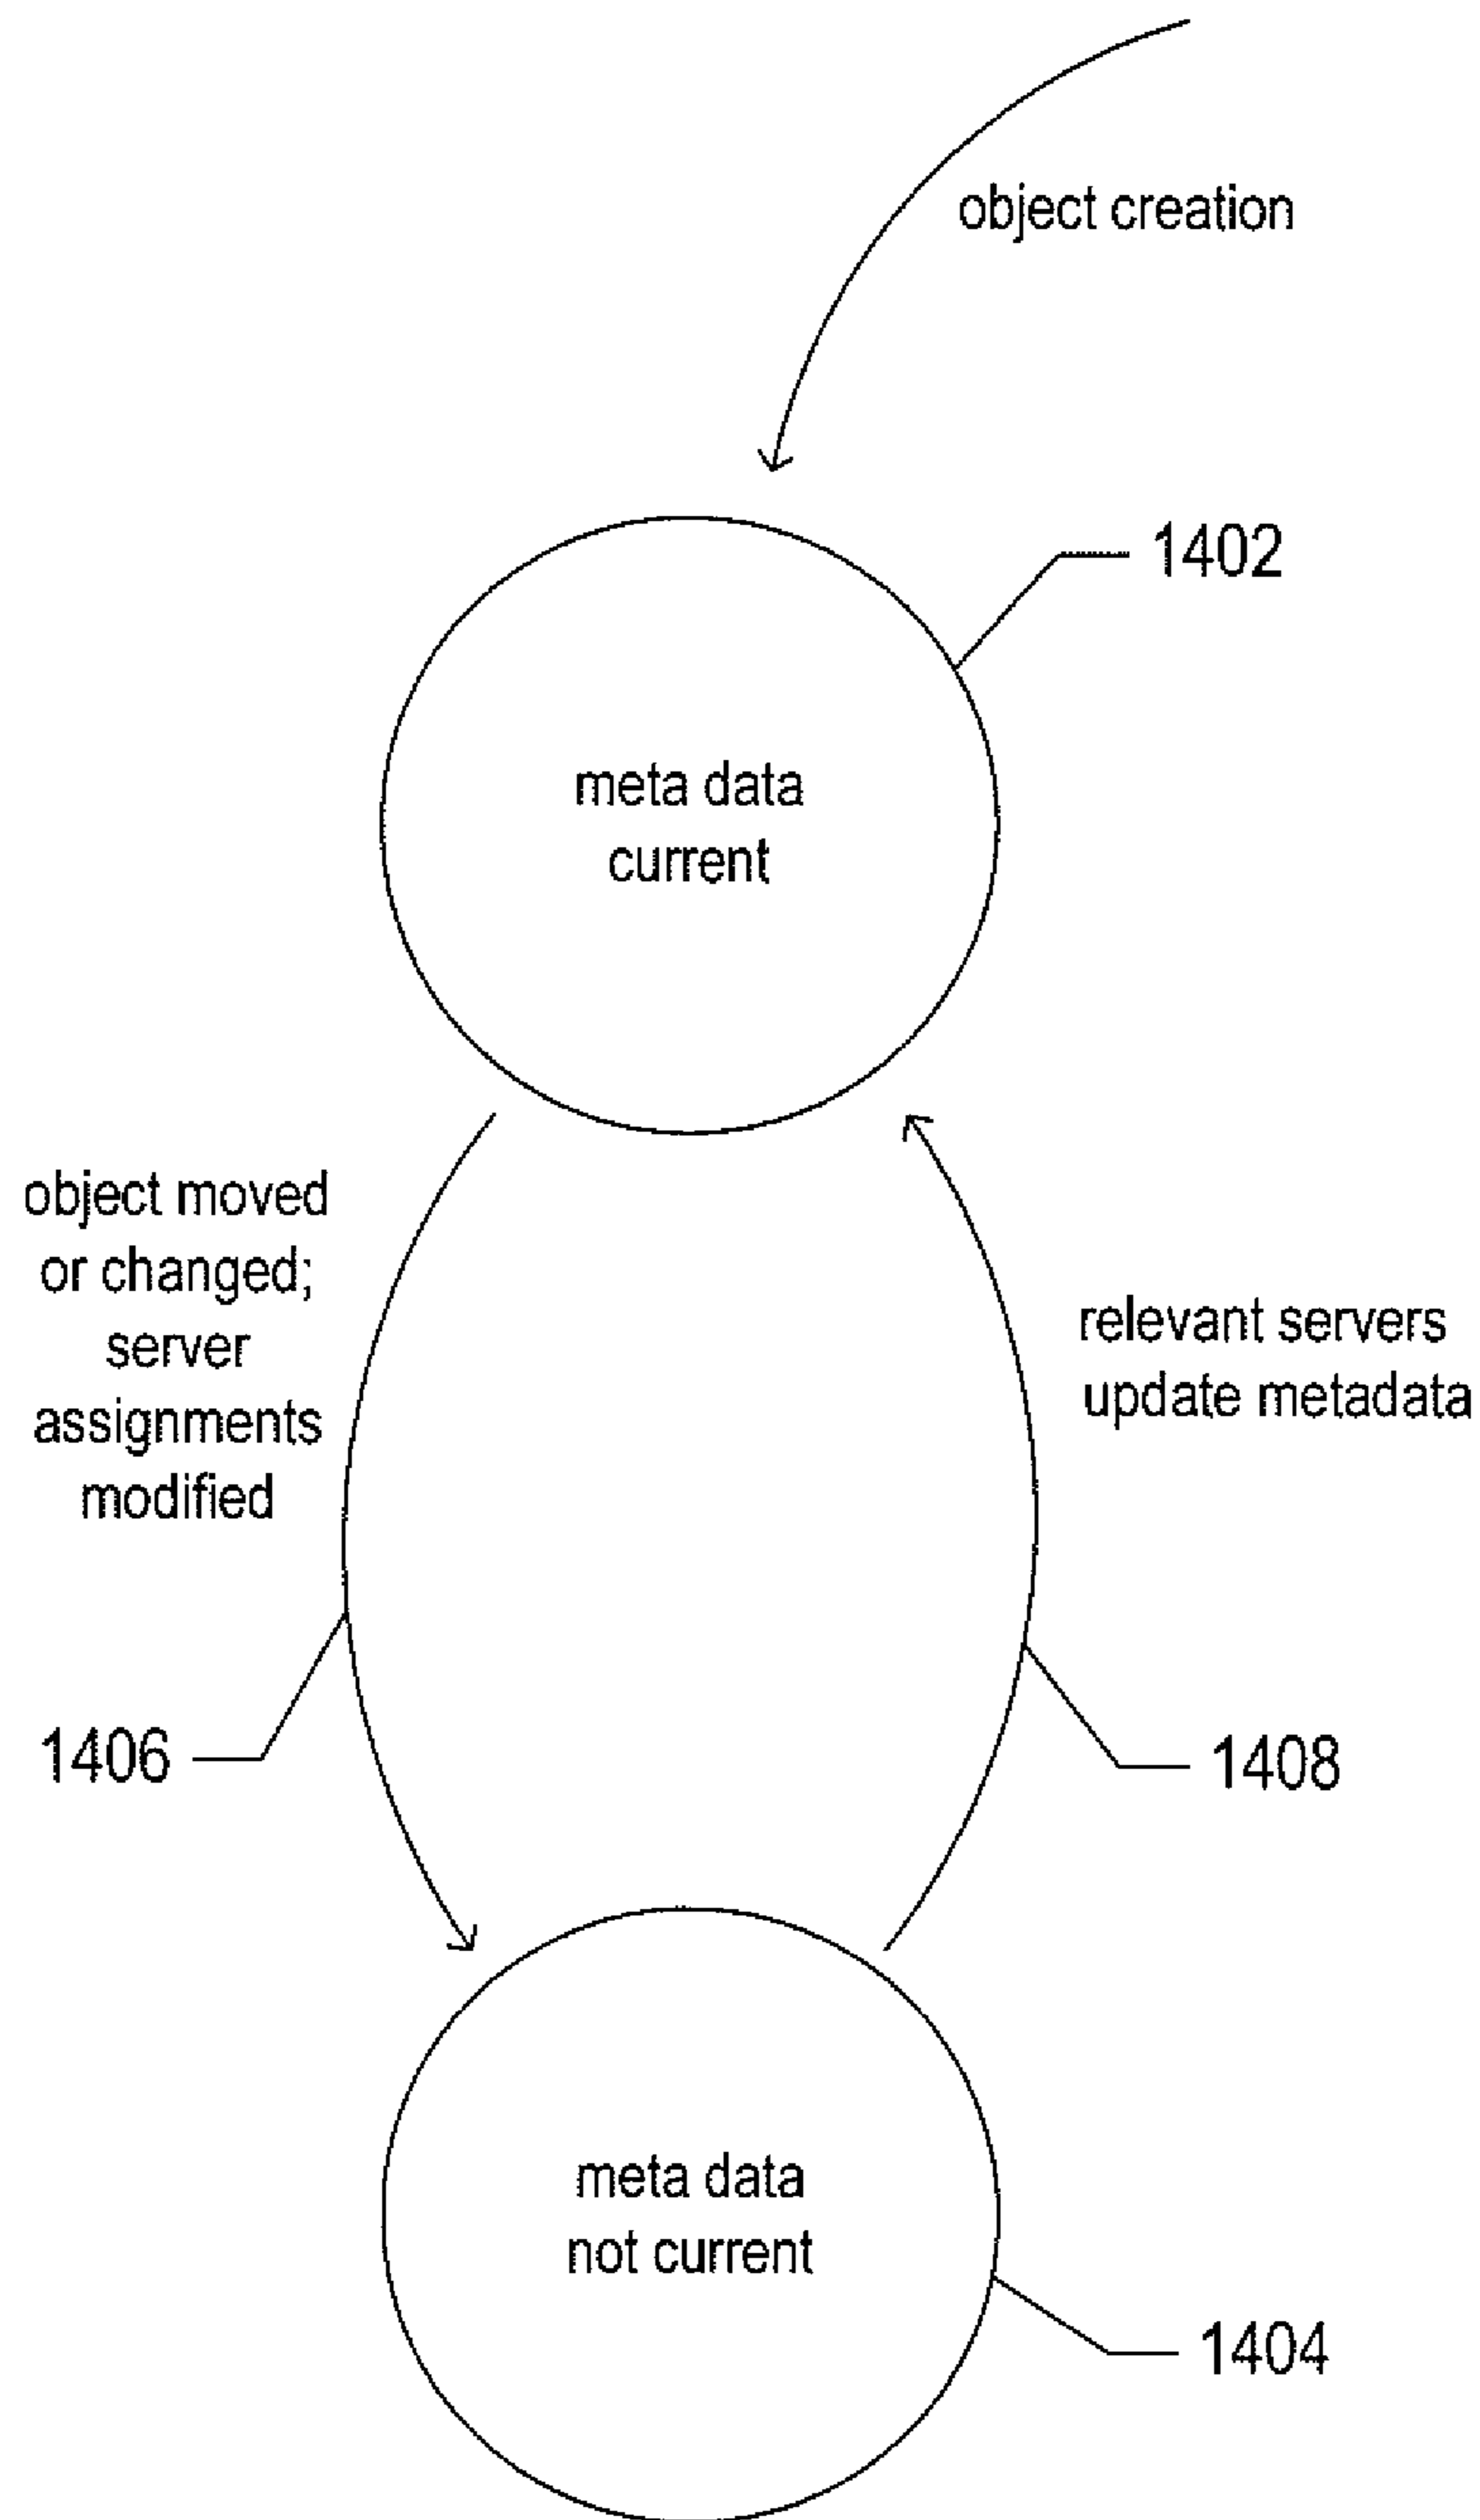 object creation
1402
meta data
current
object moved
or changed;
server
assignments
modified
relevant servers
update metadata
1406
1408
meta data
not current
1404